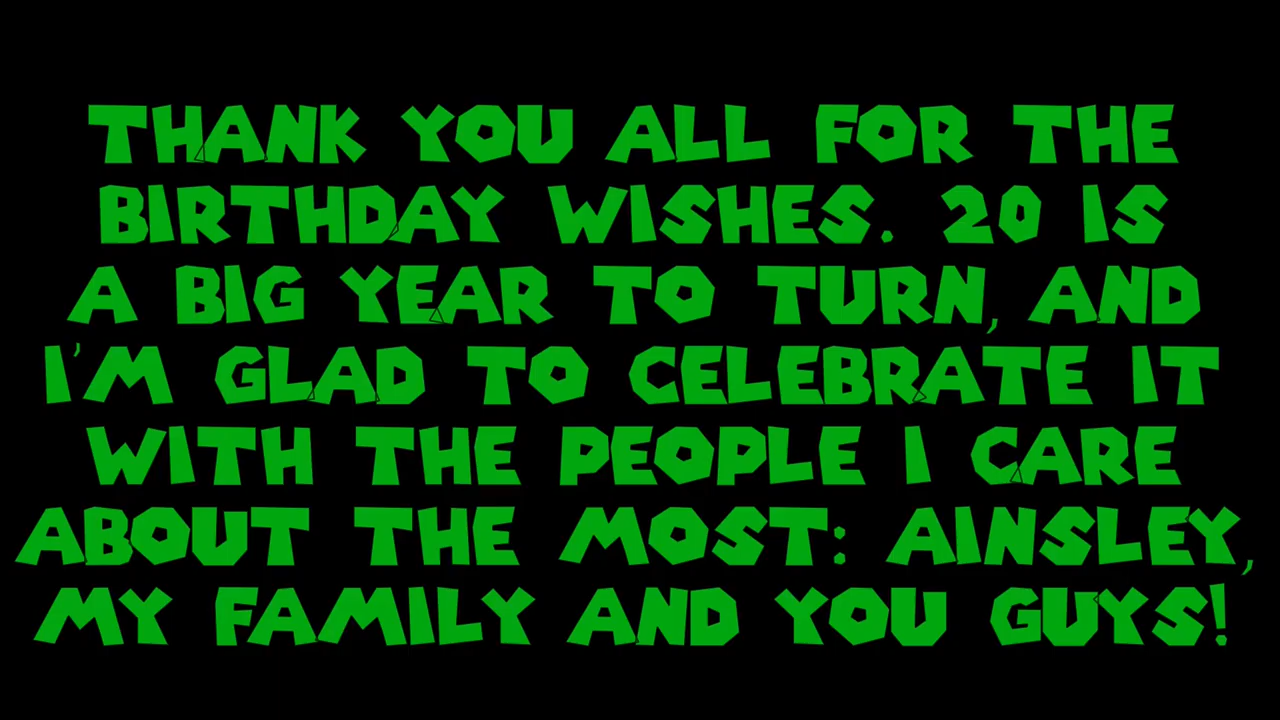 THANK YOU ALL FOR THE
BIRTHDAY WISHES. 20 IS
A BIG YEAR TO TURN, AND
I'M GLAD TO CELEBRATE IT
WITH THE PEOPLE I CARE
ABOUT THE MOST: AINSLEY,
MY FAMILY AND YOU GUYS!